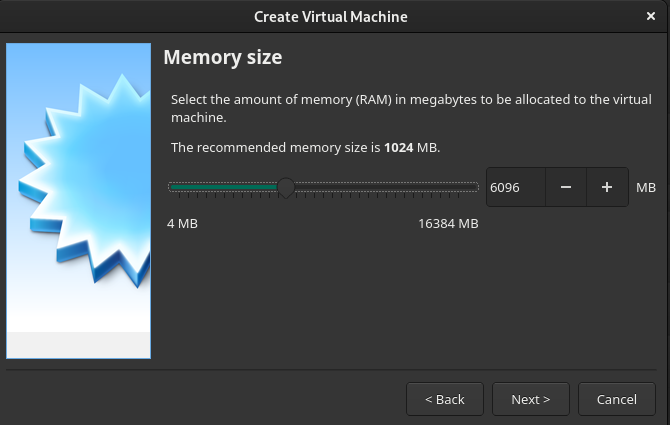 Create Virtual Machine ×
Memory size
Select the amount of memory (RAM) in megabytes to be allocated to the virtual
machine.
The recommended memory size is 1024 MB.
6096 − + MB
4 MB 16384 MB
< Back Next > Cancel